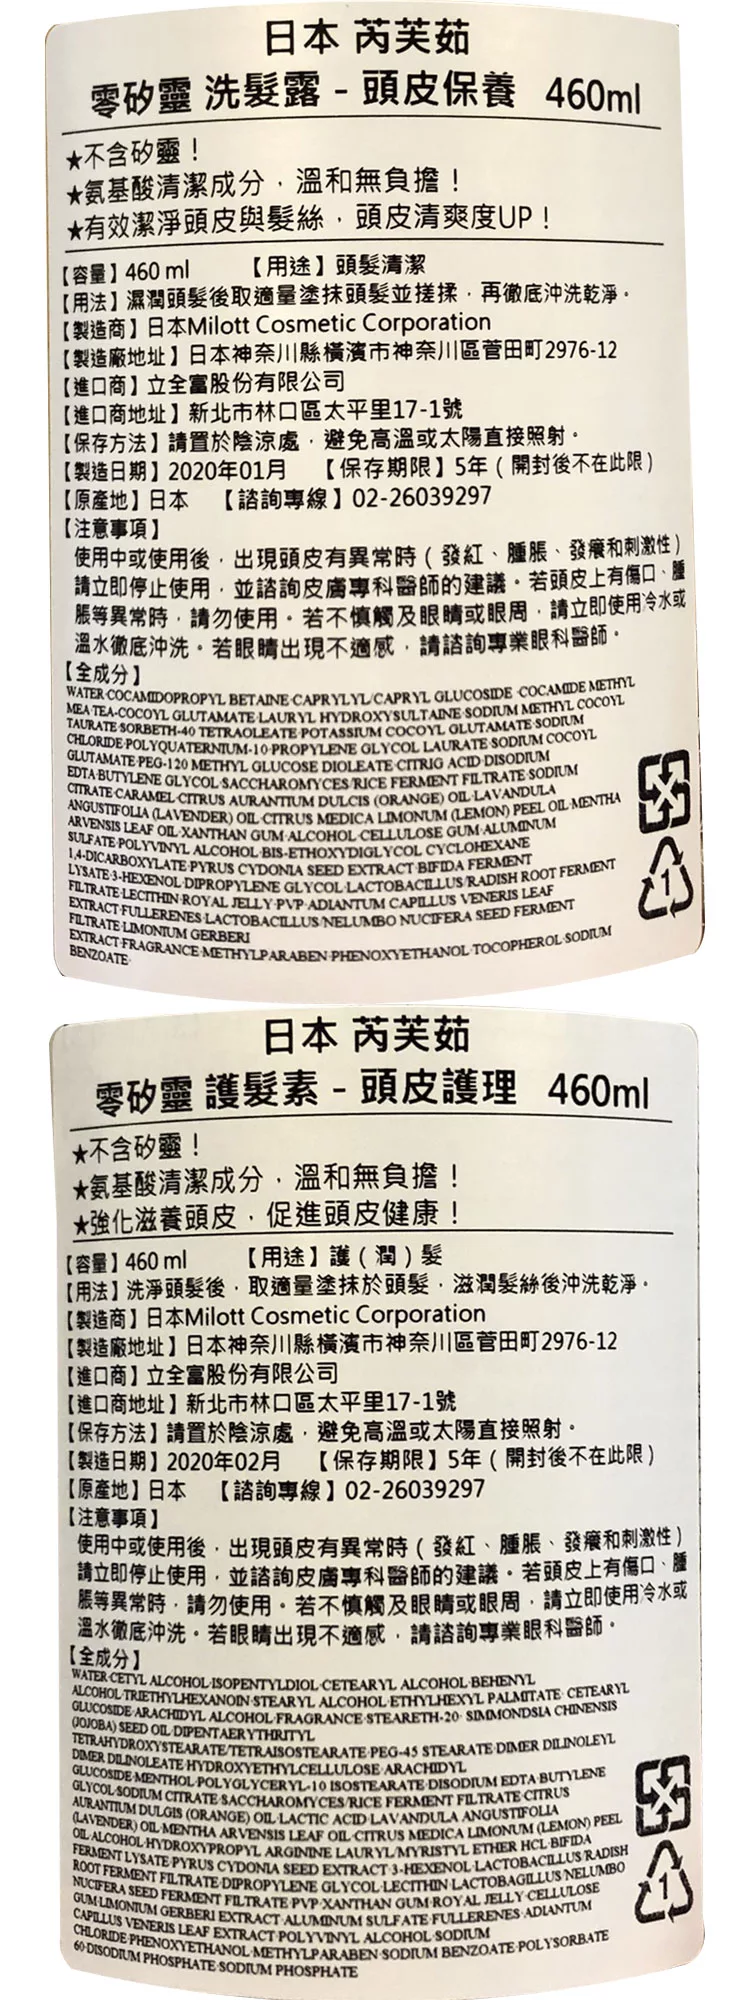 日本 芮芙茹
零矽靈 洗髮露 - 頭皮保養 460ml
★不含矽靈！
★氨基酸清潔成分，溫和無負擔！
★有效潔淨頭皮與髮絲，頭皮清爽度UP！
【容量】460 ml 【用途】頭髮清潔
【用法】濕潤頭髮後取適量塗抹頭髮並搓揉，再徹底沖洗乾淨。
【製造商】日本Milott Cosmetic Corporation
【製造廠地址】日本神奈川縣橫濱市神奈川區菅田町2976-12
【進口商】立全富股份有限公司
【進口商地址】新北市林口區太平里17-1號
【保存方法】請置於陰涼處，避免高溫或太陽直接照射。
【製造日期】2020年01月 【保存期限】5年（開封後不在此限）
【原產地】日本 【諮詢專線】02-26039297
【注意事項】
使用中或使用後，出現頭皮有異常時（發紅、腫脹、發癢和刺激性）
請立即停止使用，並諮詢皮膚專科醫師的建議。若頭皮上有傷口、腫
脹等異常時，請勿使用。若不慎觸及眼睛或眼周，請立即使用冷水或
溫水徹底沖洗。若眼睛出現不適感，請諮詢專業眼科醫師。
【全成分】
WATER·COCAMIDOPROPYL BETAINE·CAPRYLYL/CAPRYL GLUCOSIDE ·COCAMIDE METHYL
MEA·TEA-COCOYL GLUTAMATE·LAURYL HYDROXYSULTAINE·SODIUM METHYL COCOYL
TAURATE·SORBETH-40 TETRAOLEATE·POTASSIUM COCOYL GLUTAMATE·SODIUM
CHLORIDE·POLYQUATERNIUM-10·PROPYLENE GLYCOL LAURATE·SODIUM COCOYL
GLUTAMATE·PEG-120 METHYL GLUCOSE DIOLEATE·CITRIG ACID·DISODIUM
EDTA·BUTYLENE GLYCOL·SACCHAROMYCES/RICE FERMENT FILTRATE·SODIUM
CITRATE·CARAMEL·CITRUS AURANTIUM DULCIS (ORANGE) OIL·LAVANDULA
ANGUSTIFOLIA (LAVENDER) OIL·CITRUS MEDICA LIMONUM (LEMON) PEEL OIL·MENTHA
ARVENSIS LEAF OIL·XANTHAN GUM·ALCOHOL·CELLULOSE GUM·ALUMINUM
SULFATE·POLYVINYL ALCOHOL·BIS-ETHOXYDIGLYCOL CYCLOHEXANE
1,4-DICARBOXYLATE·PYRUS CYDONIA SEED EXTRACT·BIFIDA FERMENT
LYSATE·3-HEXENOL·DIPROPYLENE GLYCOL·LACTOBACILLUS/RADISH ROOT FERMENT
FILTRATE·LECITHIN·ROYAL JELLY·PVP·ADIANTUM CAPILLUS VENERIS LEAF
EXTRACT·FULLERENES·LACTOBACILLUS/NELUMBO NUCIFERA SEED FERMENT
FILTRATE·LIMONIUM GERBERI
EXTRACT·FRAGRANCE·METHYLPARABEN·PHENOXYETHANOL·TOCOPHEROL·SODIUM
BENZOATE·
1
日本 芮芙茹
零矽靈 護髮素 - 頭皮護理 460ml
★不含矽靈！
★氨基酸清潔成分，溫和無負擔！
★強化滋養頭皮，促進頭皮健康！
【容量】460 ml 【用途】護（潤）髮
【用法】洗淨頭髮後，取適量塗抹於頭髮，滋潤髮絲後沖洗乾淨。
【製造商】日本Milott Cosmetic Corporation
【製造廠地址】日本神奈川縣橫濱市神奈川區菅田町2976-12
【進口商】立全富股份有限公司
【進口商地址】新北市林口區太平里17-1號
【保存方法】請置於陰涼處，避免高溫或太陽直接照射。
【製造日期】2020年02月 【保存期限】5年（開封後不在此限）
【原產地】日本 【諮詢專線】02-26039297
【注意事項】
使用中或使用後，出現頭皮有異常時（發紅、腫脹、發癢和刺激性）
請立即停止使用，並諮詢皮膚專科醫師的建議。若頭皮上有傷口、腫
脹等異常時，請勿使用。若不慎觸及眼睛或眼周，請立即使用冷水或
溫水徹底沖洗。若眼睛出現不適感，請諮詢專業眼科醫師。
【全成分】
WATER·CETYL ALCOHOL·ISOPENTYLDIOL·CETEARYL ALCOHOL·BEHENYL
ALCOHOL·TRIETHYLHEXANOIN·STEARYL ALCOHOL·ETHYLHEXYL PALMITATE· CETEARYL
GLUCOSIDE·ARACHIDYL ALCOHOL·FRAGRANCE·STEARETH-20· SIMMONDSIA CHINENSIS
(JOJOBA) SEED OIL·DIPENTAERYTHRITYL
TETRAHYDROXYSTEARATE/TETRAISOSTEARATE·PEG-45 STEARATE·DIMER DILINOLEYL
DIMER DILINOLEATE·HYDROXYETHYLCELLULOSE·ARACHIDYL
GLUCOSIDE·MENTHOL·POLYGLYCERYL-10 ISOSTEARATE·DISODIUM EDTA·BUTYLENE
GLYCOL·SODIUM CITRATE·SACCHAROMYCES/RICE FERMENT FILTRATE·CITRUS
AURANTIUM DULGIS (ORANGE) OIL·LACTIC ACID·LAVANDULA ANGUSTIFOLIA
(LAVENDER) OIL·MENTHA ARVENSIS LEAF OIL·CITRUS MEDICA LIMONUM (LEMON) PEEL
OIL·ALCOHOL·HYDROXYPROPYL ARGININE LAURYL/MYRISTYL ETHER HCL·BIFIDA
FERMENT LYSATE·PYRUS CYDONIA SEED EXTRACT·3-HEXENOL·LACTOBACILLUS/RADISH
ROOT FERMENT FILTRATE·DIPROPYLENE GLYCOL·LECITHIN·LACTOBAGILLUS/NELUMBO
NUCIFERA SEED FERMENT FILTRATE·PVP·XANTHAN GUM·ROYAL JELLY·CELLULOSE
GUM·LIMONIUM GERBERI EXTRACT·ALUMINUM SULFATE·FULLERENES·ADIANTUM
CAPILLUS VENERIS LEAF EXTRACT·POLYVINYL ALCOHOL·SODIUM
CHLORIDE·PHENOXYETHANOL·METHYLPARABEN·SODIUM BENZOATE·POLYSORBATE
60·DISODIUM PHOSPHATE·SODIUM PHOSPHATE
1